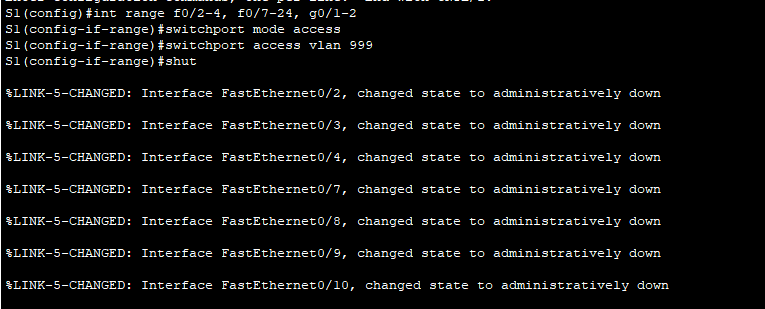 S1(config)#int range f0/2-4, f0/7-24, g0/1-2
S1(config-if-range)#switchport mode access
S1(config-if-range)#switchport access vlan 999
S1(config-if-range)#shut
%LINK-5-CHANGED: Interface FastEthernet0/2, changed state to administratively down
%LINK-5-CHANGED: Interface FastEthernet0/3, changed state to administratively down
%LINK-5-CHANGED: Interface FastEthernet0/4, changed state to administratively down
%LINK-5-CHANGED: Interface FastEthernet0/7, changed state to administratively down
%LINK-5-CHANGED: Interface FastEthernet0/8, changed state to administratively down
%LINK-5-CHANGED: Interface FastEthernet0/9, changed state to administratively down
%LINK-5-CHANGED: Interface FastEthernet0/10, changed state to administratively down